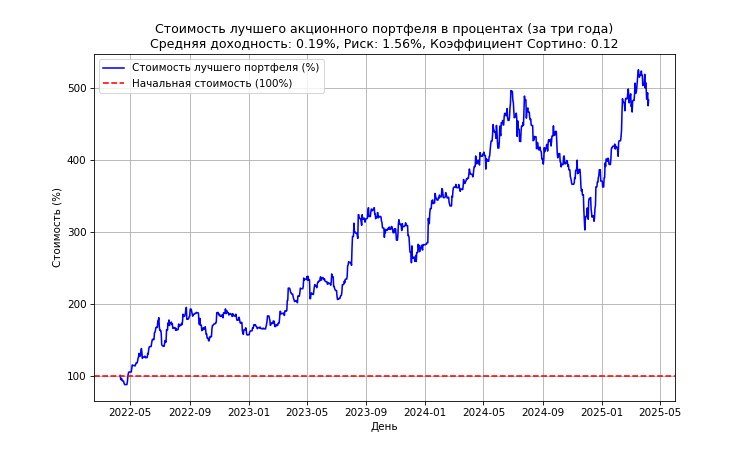 Стоимость лучшего акционного портфеля в процентах (за три года)
Средняя доходность: 0.19%, Риск: 1.56%, Коэффициент Сортино: 0.12
Стоимость лучшего портфеля (%)
Начальная стоимость (100%)
Стоимость (%)
500
400
300
200
100
2022-05 2022-09 2023-01 2023-05 2023-09 2024-01 2024-05 2024-09 2025-01 2025-05
День